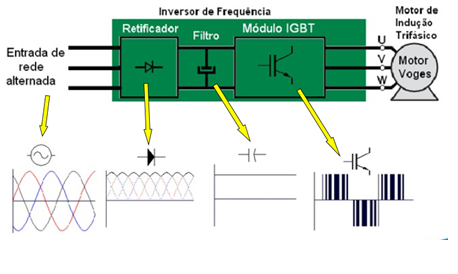 Inversor de Frequência
Retificador
Filtro
Módulo IGBT
Motor de
Indução
Trifásico
Entrada de
rede
alternada
U
V
W
Motor
Voges